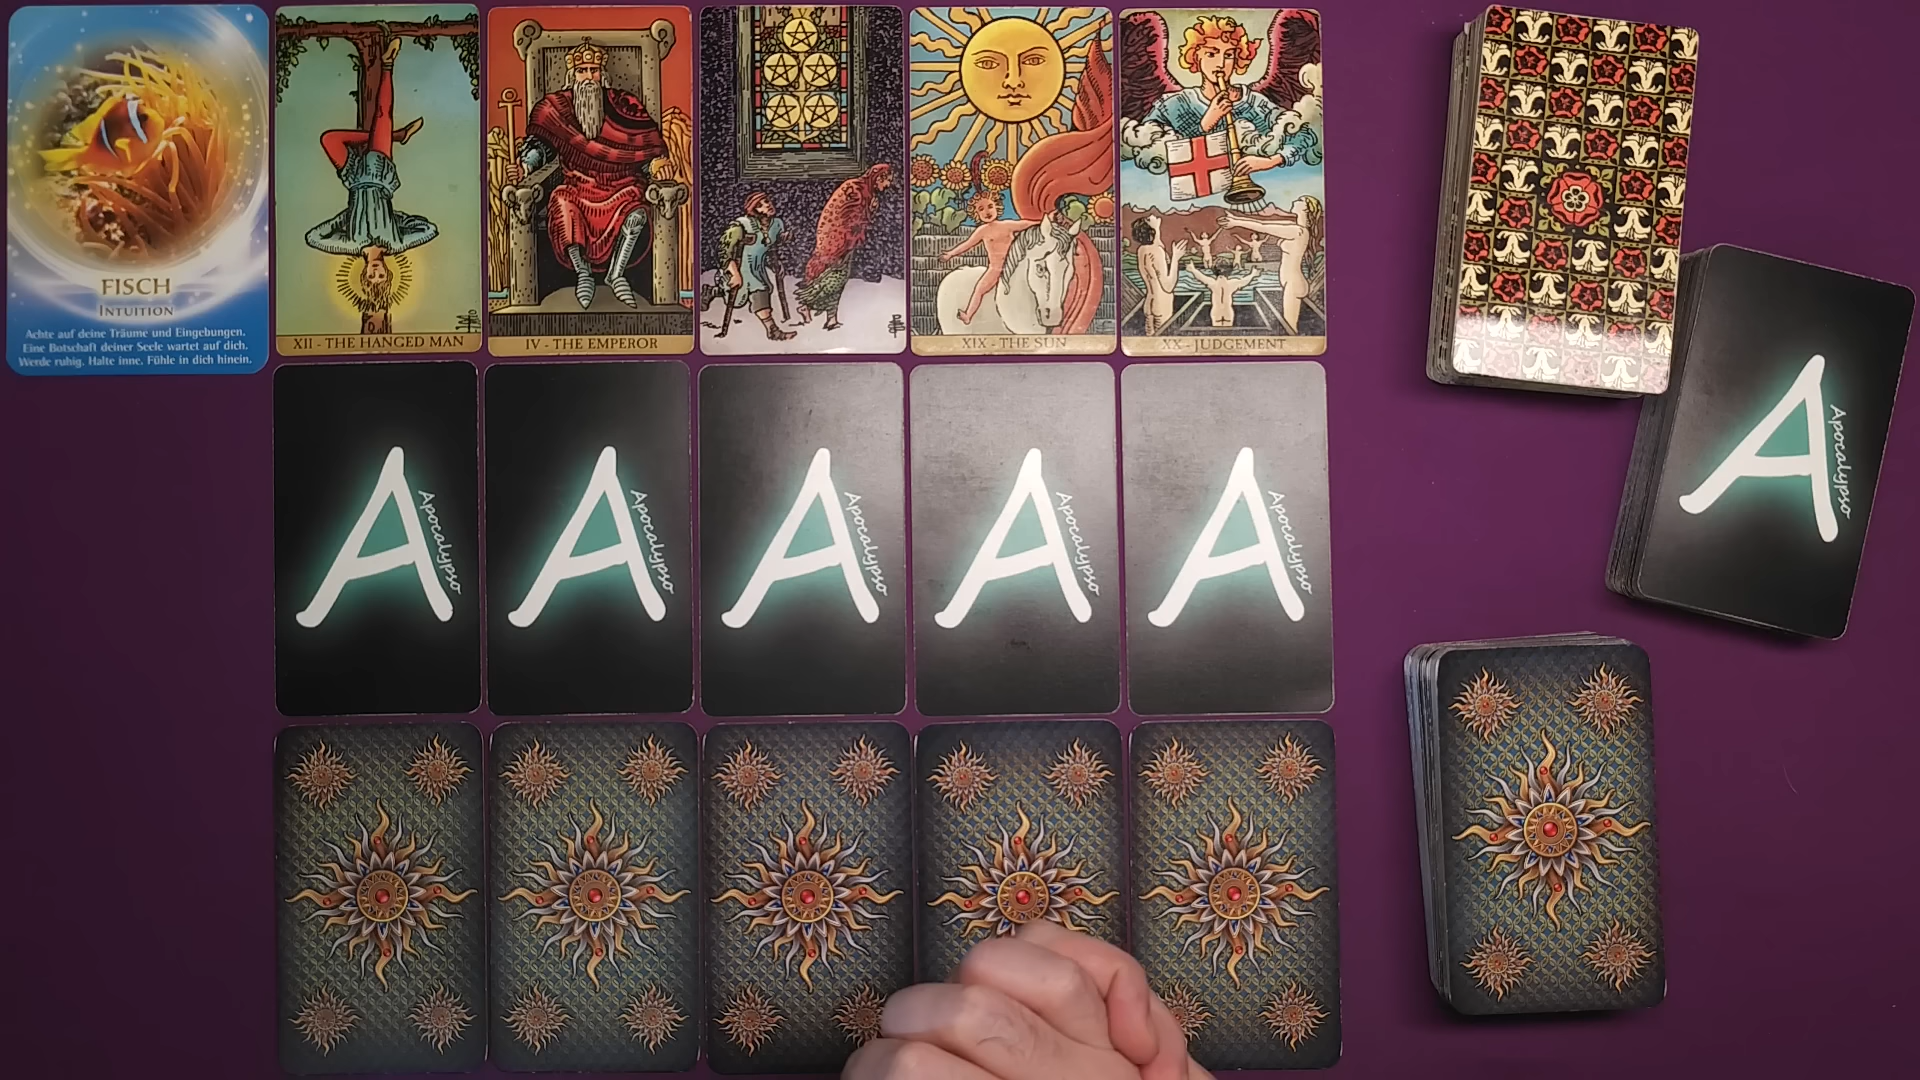 FISCH
INTUITION
Achte auf deine Träume und Eingebungen.
Eine Botschaft deiner Seele wartet auf dich.
Werde ruhig. Halte inne. Fühle in dich hinein.
XII - THE HANGED MAN
IV - THE EMPEROR
XIX - THE SUN
XX - JUDGEMENT
A
Apocalypso
A
Apocalypso
A
Apocalypso
A
Apocalypso
A
Apocalypso
A
Apocalypso